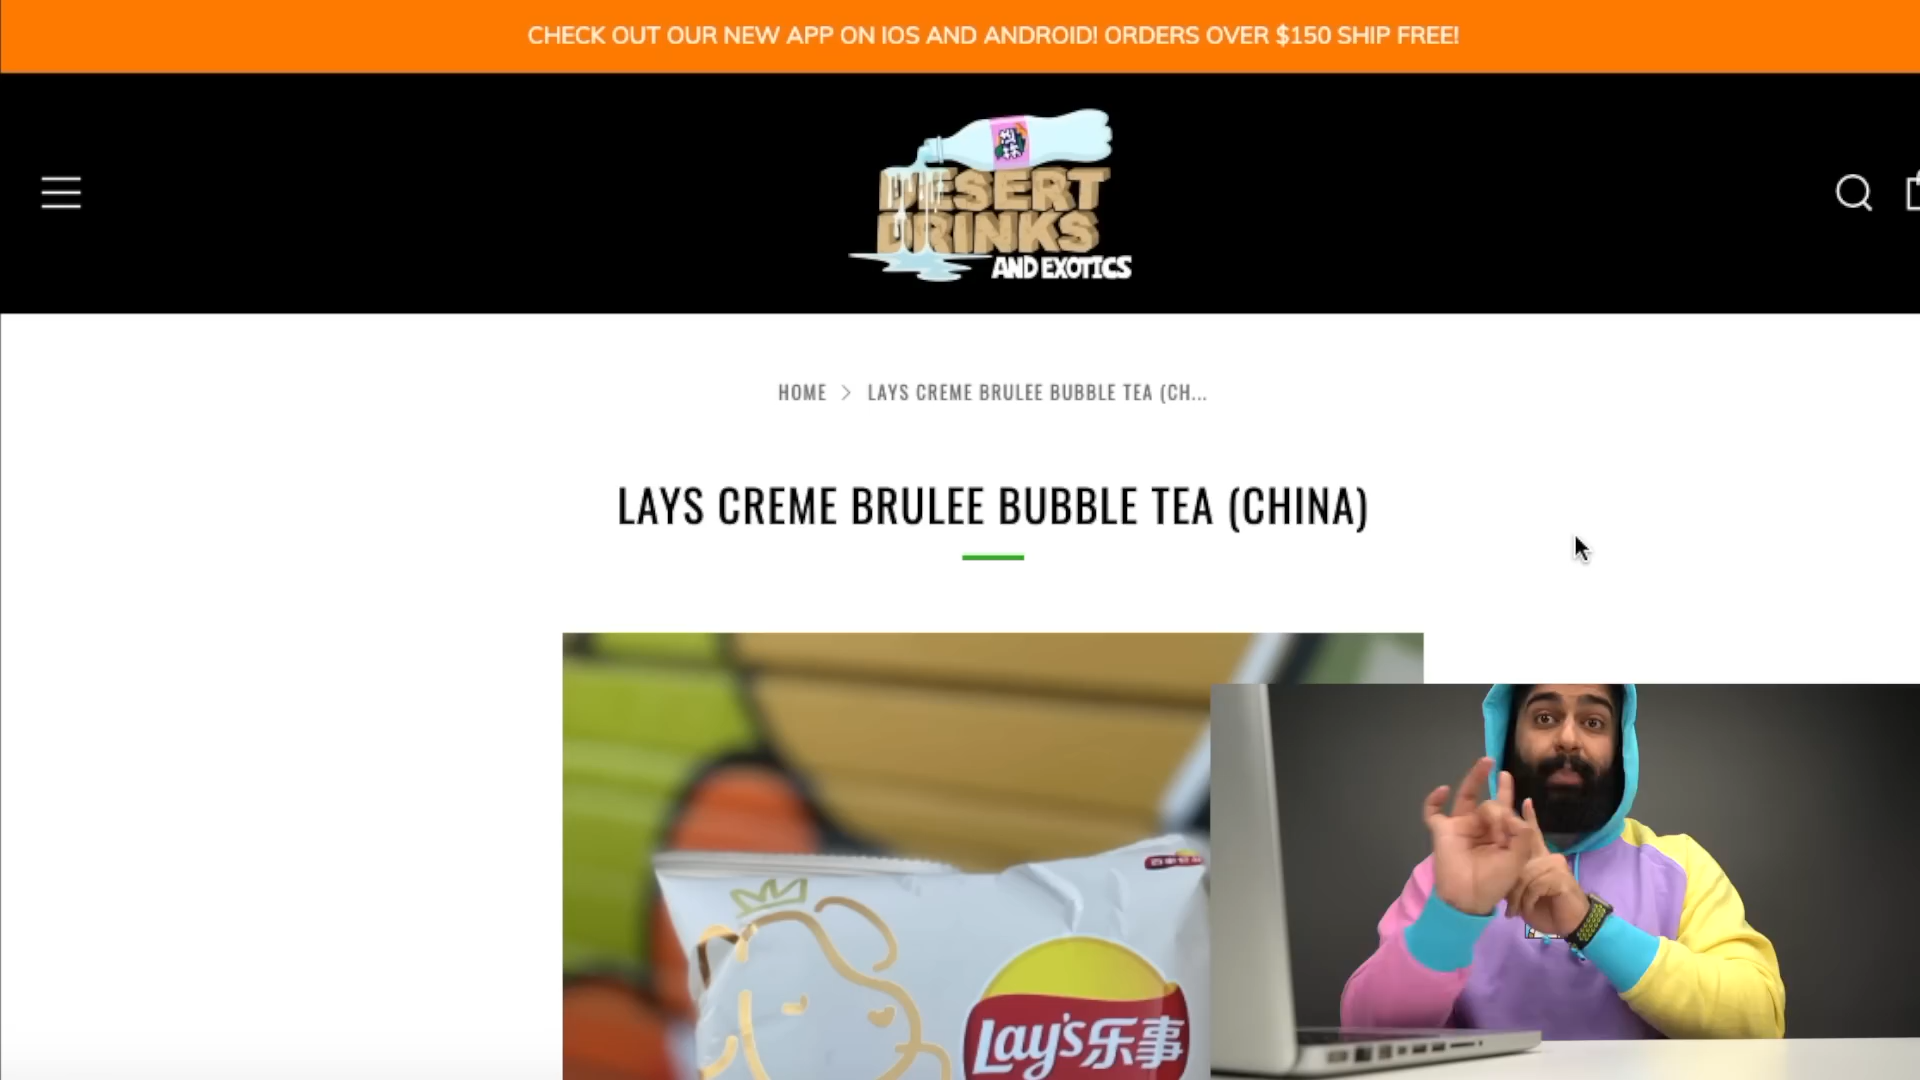 CHECK OUT OUR NEW APP ON IOS AND ANDROID! ORDERS OVER $150 SHIP FREE!
DESERT
DRINKS
AND EXOTICS
HOME > LAYS CREME BRULEE BUBBLE TEA (CH...
LAYS CREME BRULEE BUBBLE TEA (CHINA)
Lay's乐事